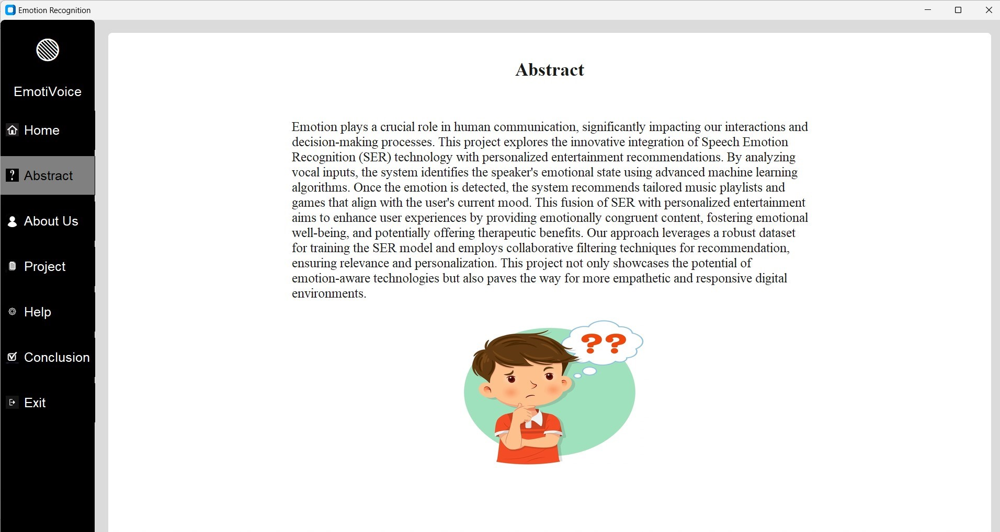 Emotion Recognition
EmotiVoice
Home
Abstract
About Us
Project
Help
Conclusion
Exit
Abstract
Emotion plays a crucial role in human communication, significantly impacting our interactions and
decision-making processes. This project explores the innovative integration of Speech Emotion
Recognition (SER) technology with personalized entertainment recommendations. By analyzing
vocal inputs, the system identifies the speaker's emotional state using advanced machine learning
algorithms. Once the emotion is detected, the system recommends tailored music playlists and
games that align with the user's current mood. This fusion of SER with personalized entertainment
aims to enhance user experiences by providing emotionally congruent content, fostering emotional
well-being, and potentially offering therapeutic benefits. Our approach leverages a robust dataset
for training the SER model and employs collaborative filtering techniques for recommendation,
ensuring relevance and personalization. This project not only showcases the potential of
emotion-aware technologies but also paves the way for more empathetic and responsive digital
environments.
??